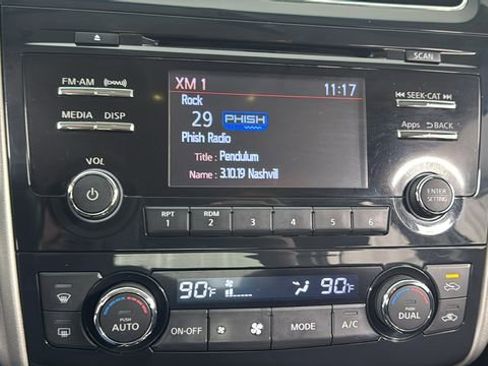 SCAN
FM·AM
XM 1
11:17
SEEK·CAT
Rock
29 PHISH
MEDIA DISP
Apps BACK
Phish Radio
VOL
Title : Pendulum
Name : 3.10.19 Nashvill
ENTER
SETTING
RPT
1
RDM
2
3
4
5
6
90°F
90°F
PUSH
AUTO
ON·OFF
MODE
A/C
PUSH
DUAL